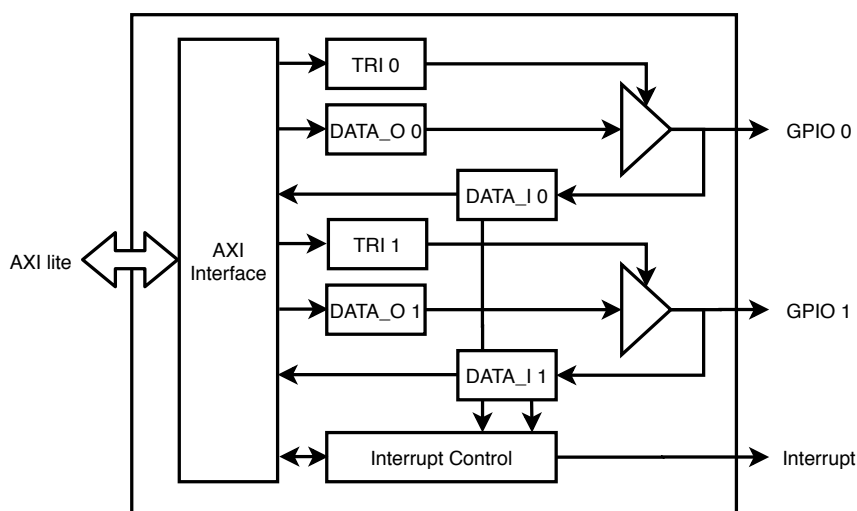 TRI 0
DATA_O 0
GPIO 0
DATA_I 0
AXI lite
AXI
Interface
TRI 1
DATA_O 1
GPIO 1
DATA_I 1
Interrupt Control
Interrupt